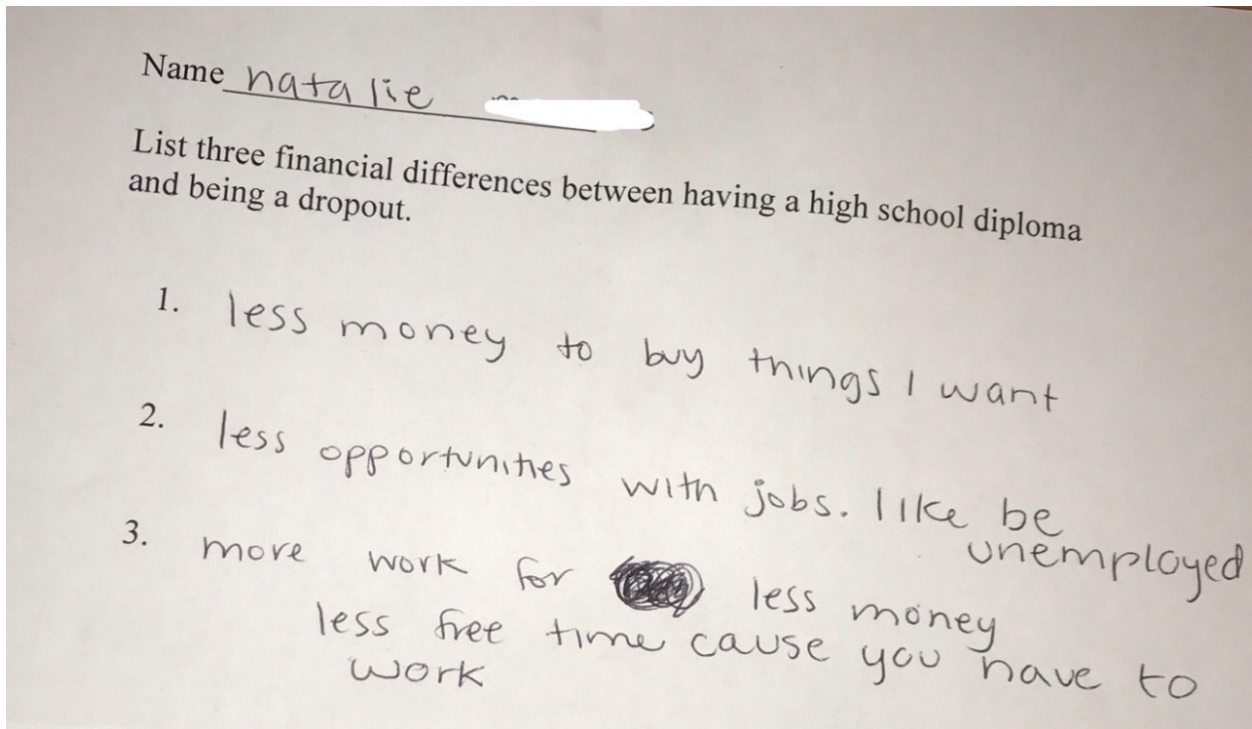 Name natalie
List three financial differences between having a high school diploma
and being a dropout.
1. less money to buy things I want
2. less opportunities with jobs. like be
unemployed
3. more work for less money
less free time cause you have to
work